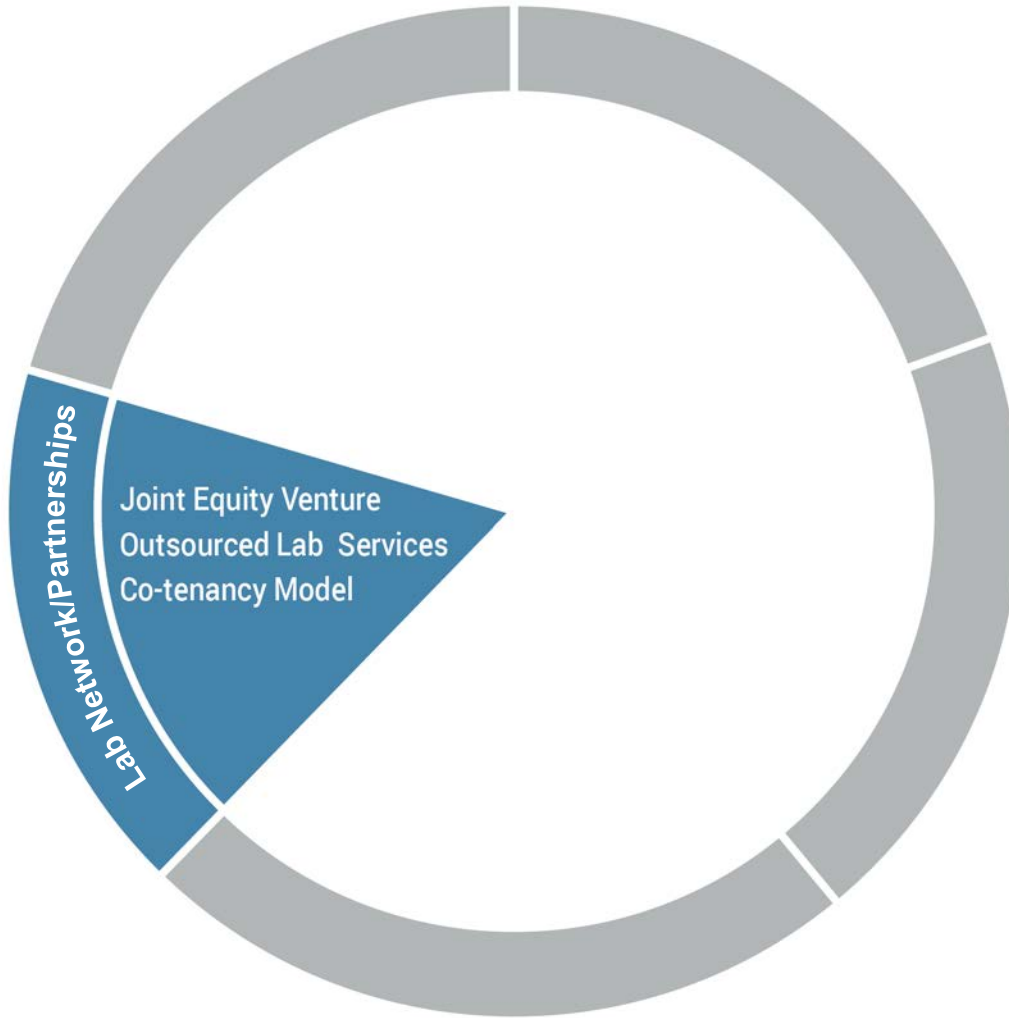 Lab Network/Partnerships
Joint Equity Venture
Outsourced Lab Services
Co-tenancy Model